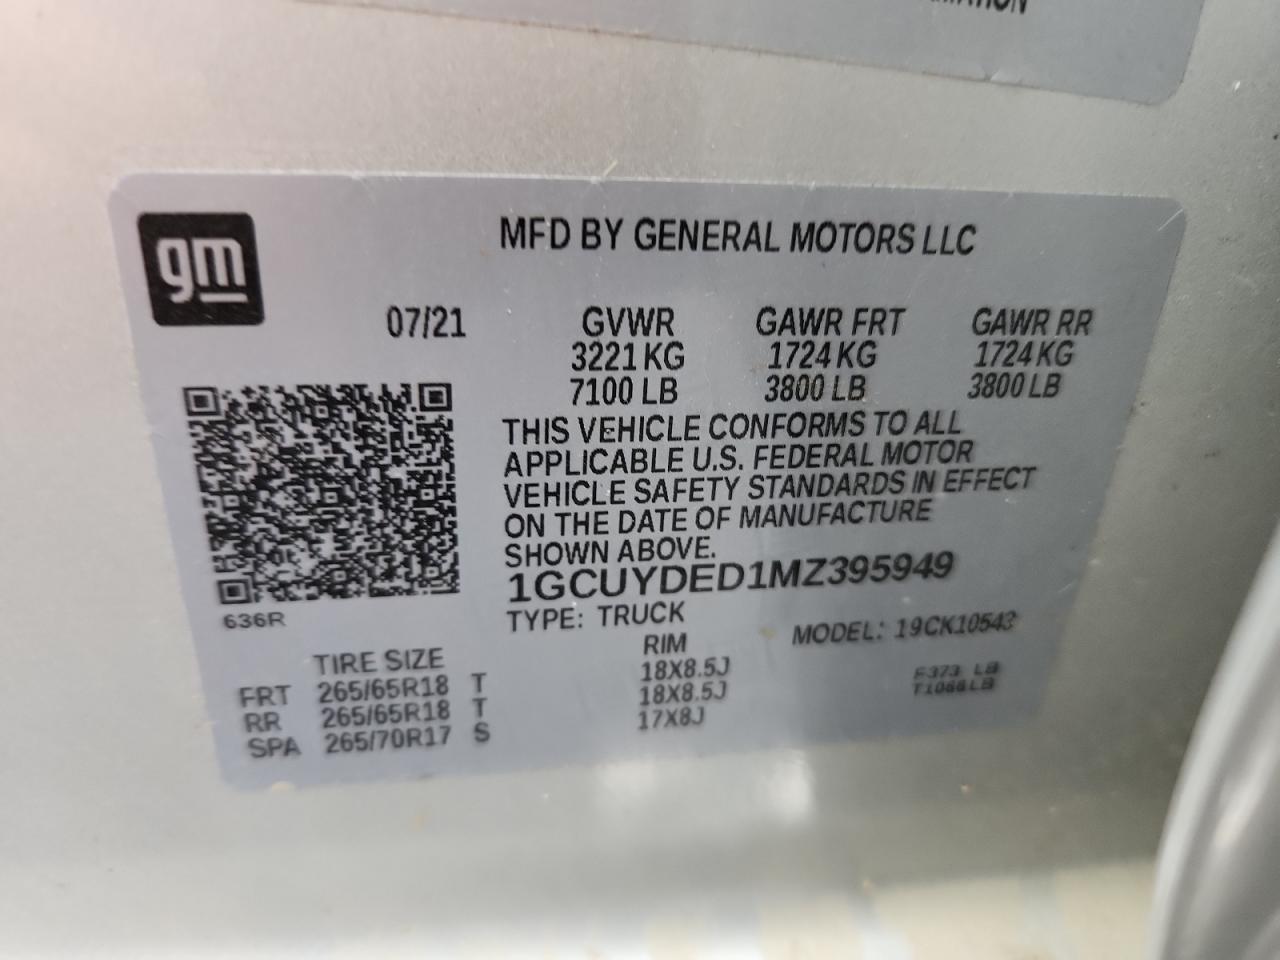 gm
MFD BY GENERAL MOTORS LLC
07/21 GVWR GAWR FRT GAWR RR
3221 KG 1724 KG 1724 KG
7100 LB 3800 LB 3800 LB
THIS VEHICLE CONFORMS TO ALL
APPLICABLE U.S. FEDERAL MOTOR
VEHICLE SAFETY STANDARDS IN EFFECT
ON THE DATE OF MANUFACTURE
SHOWN ABOVE.
1GCUYDED1MZ395949
636R
TYPE: TRUCK MODEL: 19CK10543
TIRE SIZE RIM
FRT 265/65R18 T 18X8.5J
RR 265/65R18 T 18X8.5J
SPA 265/70R17 S 17X8J
F373 LB
T1066LB